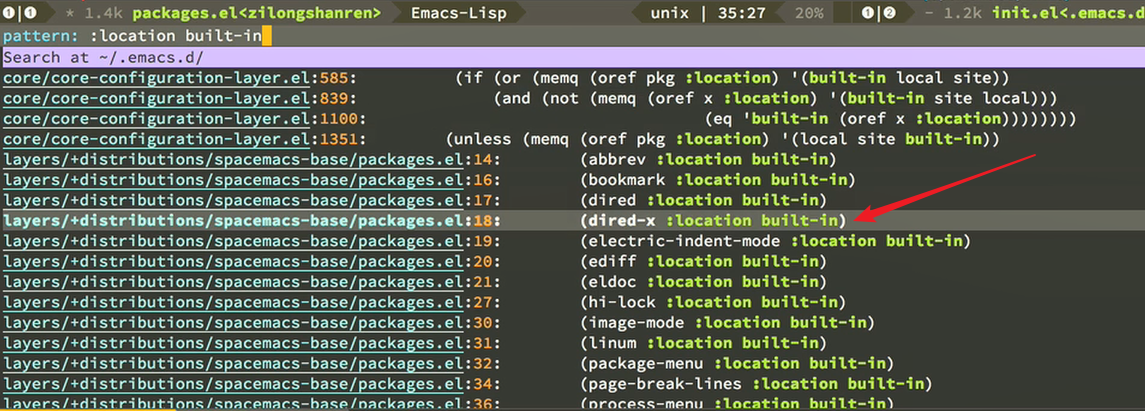 ❶|❶ * 1.4k packages.el<zilongshanren> Emacs-Lisp unix | 35:27 20% ❶|❷ - 1.2k init.el<.emacs.d
pattern: :location built-in
Search at ~/.emacs.d/
core/core-configuration-layer.el:585: (if (or (memq (oref pkg :location) '(built-in local site))
core/core-configuration-layer.el:839: (and (not (memq (oref x :location) '(built-in site local)))
core/core-configuration-layer.el:1100: (eq 'built-in (oref x :location))))))))
core/core-configuration-layer.el:1351: (unless (memq (oref pkg :location) '(local site built-in))
layers/+distributions/spacemacs-base/packages.el:14: (abbrev :location built-in)
layers/+distributions/spacemacs-base/packages.el:16: (bookmark :location built-in)
layers/+distributions/spacemacs-base/packages.el:17: (dired :location built-in)
layers/+distributions/spacemacs-base/packages.el:18: (dired-x :location built-in)
layers/+distributions/spacemacs-base/packages.el:19: (electric-indent-mode :location built-in)
layers/+distributions/spacemacs-base/packages.el:20: (ediff :location built-in)
layers/+distributions/spacemacs-base/packages.el:21: (eldoc :location built-in)
layers/+distributions/spacemacs-base/packages.el:27: (hi-lock :location built-in)
layers/+distributions/spacemacs-base/packages.el:30: (image-mode :location built-in)
layers/+distributions/spacemacs-base/packages.el:31: (linum :location built-in)
layers/+distributions/spacemacs-base/packages.el:32: (package-menu :location built-in)
layers/+distributions/spacemacs-base/packages.el:34: (page-break-lines :location built-in)
layers/+distributions/spacemacs-base/packages.el:36: (process-menu :location built-in)